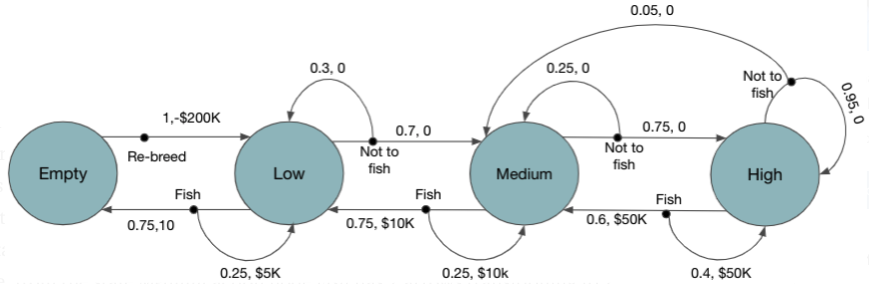 0.05, 0
0.3, 0
0.25, 0
Not to
fish
0.95, 0
1,-$200K
0.7, 0
0.75, 0
Re-breed
Not to
fish
Not to
fish
Empty
Low
Medium
High
Fish
Fish
Fish
0.75,10
0.75, $10K
0.6, $50K
0.25, $5K
0.25, $10k
0.4, $50K